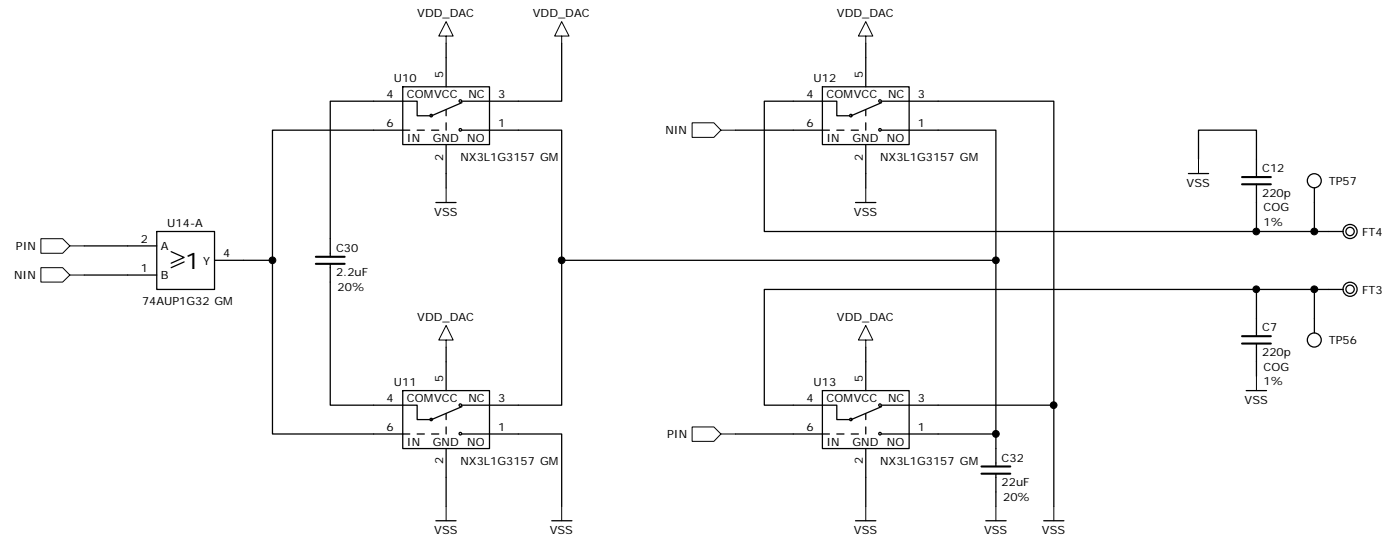 VDD_DAC
VDD_DAC
U10
5
4
COM
VCC
NC
3
6
IN
GND
NO
1
2
NX3L1G3157 GM
VSS
U14-A
PIN
2
A
≥1
Y
4
NIN
1
B
74AUP1G32 GM
C30
2.2uF
20%
VDD_DAC
U11
5
4
COM
VCC
NC
3
6
IN
GND
NO
1
2
NX3L1G3157 GM
VSS
VSS
VDD_DAC
U12
5
4
COM
VCC
NC
3
NIN
6
IN
GND
NO
1
2
NX3L1G3157 GM
VSS
VDD_DAC
U13
5
4
COM
VCC
NC
3
PIN
6
IN
GND
NO
1
2
NX3L1G3157 GM
VSS
C32
22uF
20%
VSS
VSS
VSS
C12
220p
COG
1%
TP57
FT4
FT3
C7
220p
COG
1%
TP56
VSS